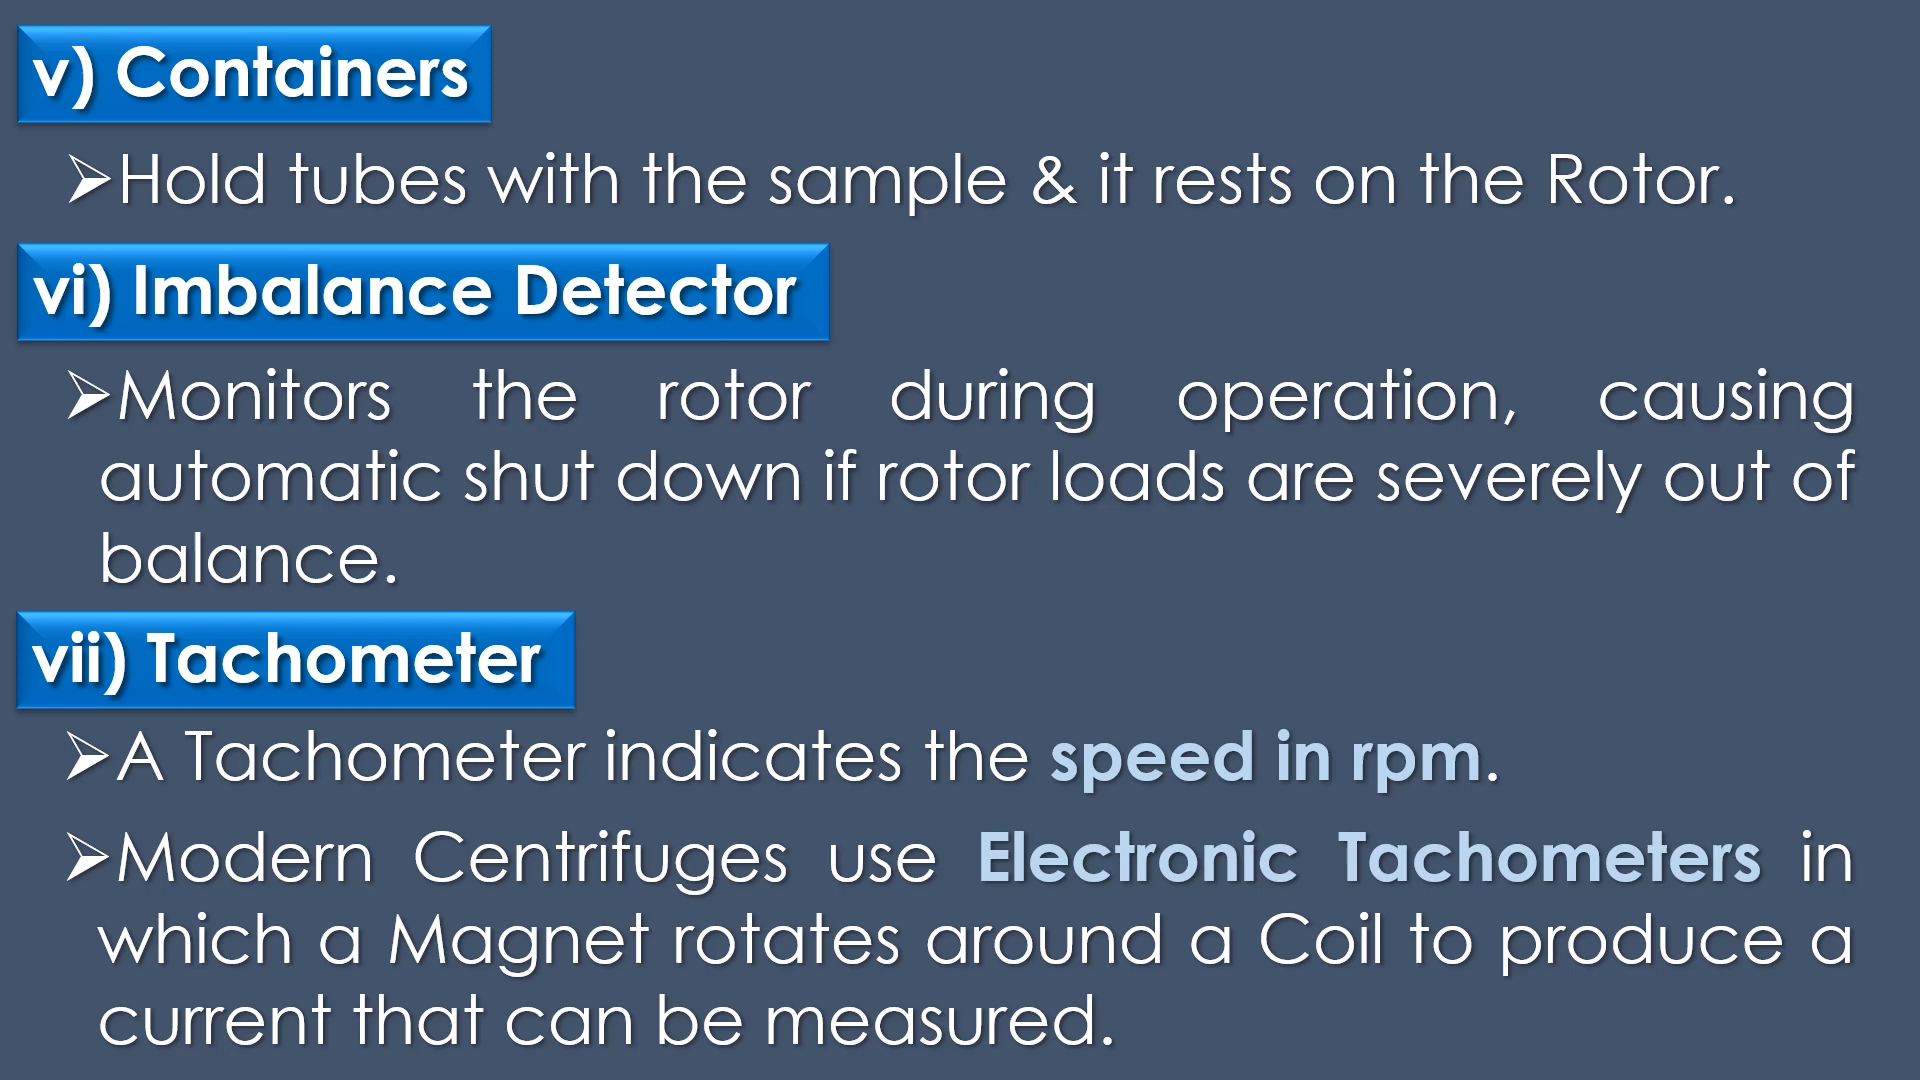 v) Containers
➢Hold tubes with the sample & it rests on the Rotor.
vi) Imbalance Detector
➢Monitors the rotor during operation, causing
automatic shut down if rotor loads are severely out of
balance.
vii) Tachometer
➢A Tachometer indicates the speed in rpm.
➢Modern Centrifuges use Electronic Tachometers in
which a Magnet rotates around a Coil to produce a
current that can be measured.